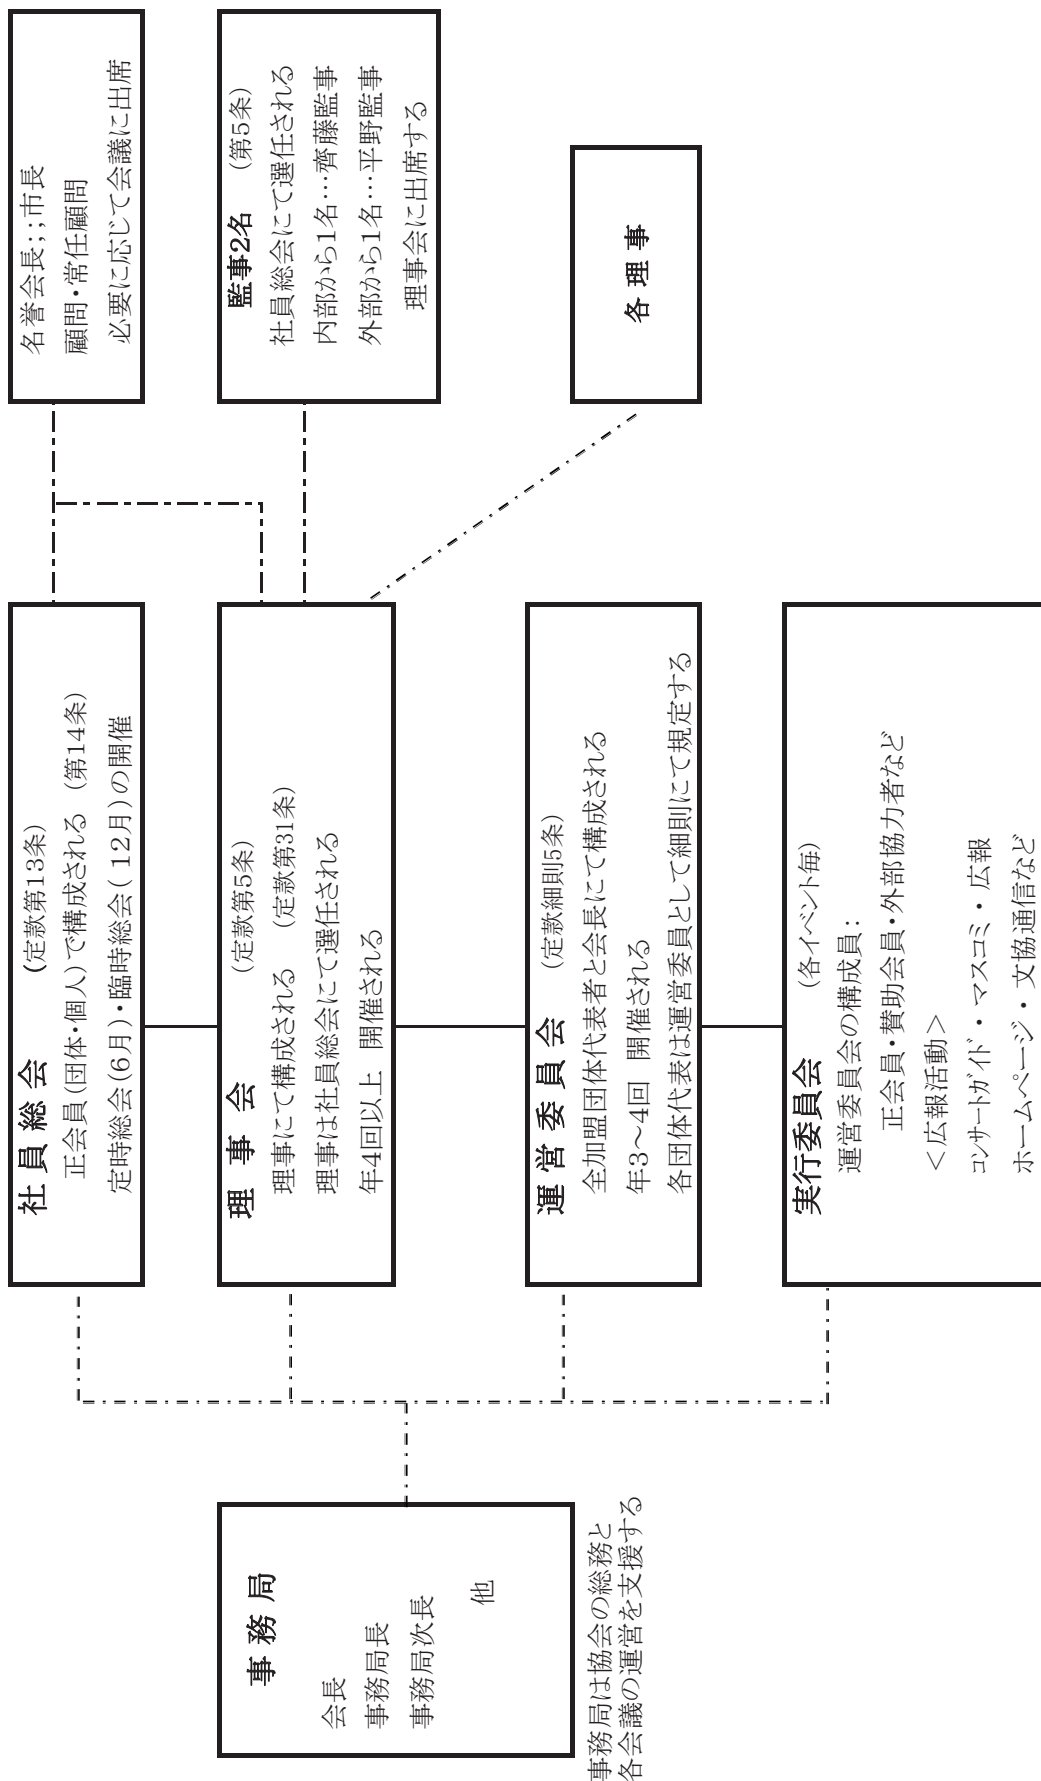 社 員 総 会 (定款第13条)
正会員(団体・個人)で構成される (第14条)
定時総会(6月)・臨時総会(12月)の開催
名誉会長;;市長
顧問・常任顧問
必要に応じて会議に出席
理 事 会 (定款第5条)
理事にて構成される (定款第31条)
理事は社員総会にて選任される
年4回以上 開催される
監事2名 (第5条)
社員総会にて選任される
内部から1名…齊藤監事
外部から1名…平野監事
理事会に出席する
事 務 局
会長
事務局長
事務局次長
他
事務局は協会の総務と
各会議の運営を支援する
運 営 委 員 会 (定款細則5条)
全加盟団体代表者と会長にて構成される
年3~4回 開催される
各団体代表は運営委員として細則にて規定する
各 理 事
実行委員会 (各イベント毎)
運営委員会の構成員:
正会員・賛助会員・外部協力者など
<広報活動>
コンサートガイド・マスコミ・広報
ホームページ・文協通信など